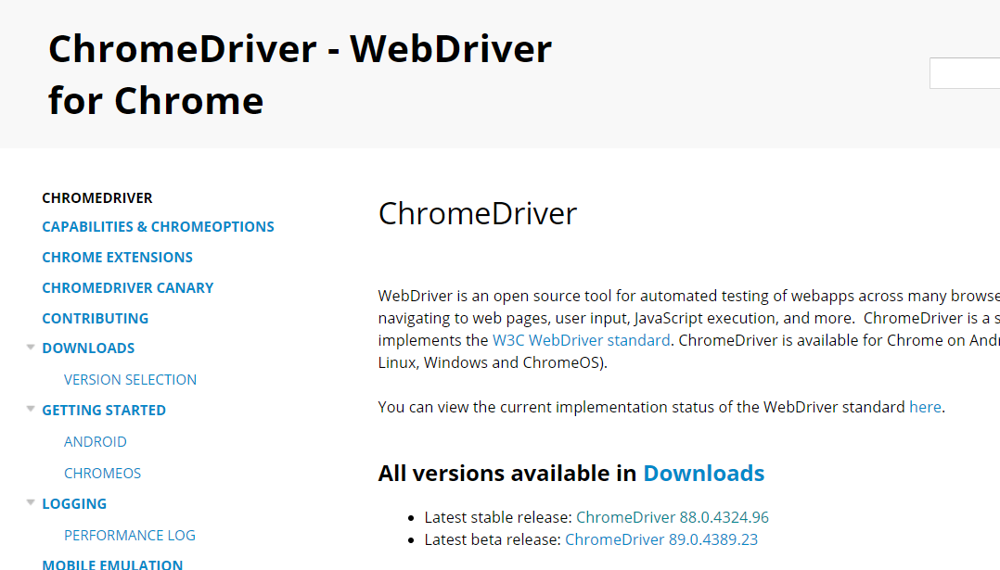 ChromeDriver - WebDriver
for Chrome
CHROMEDRIVER
CAPABILITIES & CHROMEOPTIONS
CHROME EXTENSIONS
CHROMEDRIVER CANARY
CONTRIBUTING
DOWNLOADS
VERSION SELECTION
GETTING STARTED
ANDROID
CHROMEOS
LOGGING
PERFORMANCE LOG
MOBILE EMULATION
ChromeDriver
WebDriver is an open source tool for automated testing of webapps across many
navigating to web pages, user input, JavaScript execution, and more.  ChromeDriver is a
implements the W3C WebDriver standard. ChromeDriver is available for Chrome on
Linux, Windows and ChromeOS).
You can view the current implementation status of the WebDriver standard here.
All versions available in Downloads
• Latest stable release: ChromeDriver 88.0.4324.96
• Latest beta release: ChromeDriver 89.0.4389.23